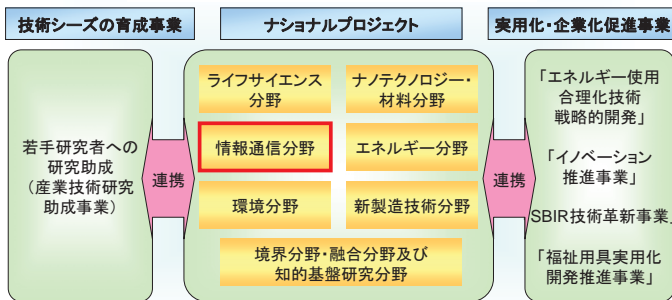 技術シーズの育成事業
ナショナルプロジェクト
実用化・企業化促進事業
若手研究者への
研究助成
(産業技術研究
助成事業)
連携
ライフサイエンス
分野
ナノテクノロジー・
材料分野
情報通信分野
エネルギー分野
環境分野
新製造技術分野
境界分野・融合分野及び
知的基盤研究分野
連携
「エネルギー使用
合理化技術
戦略的開発」
「イノベーション
推進事業」
SBIR技術革新事業」
「福祉用具実用化
開発推進事業」